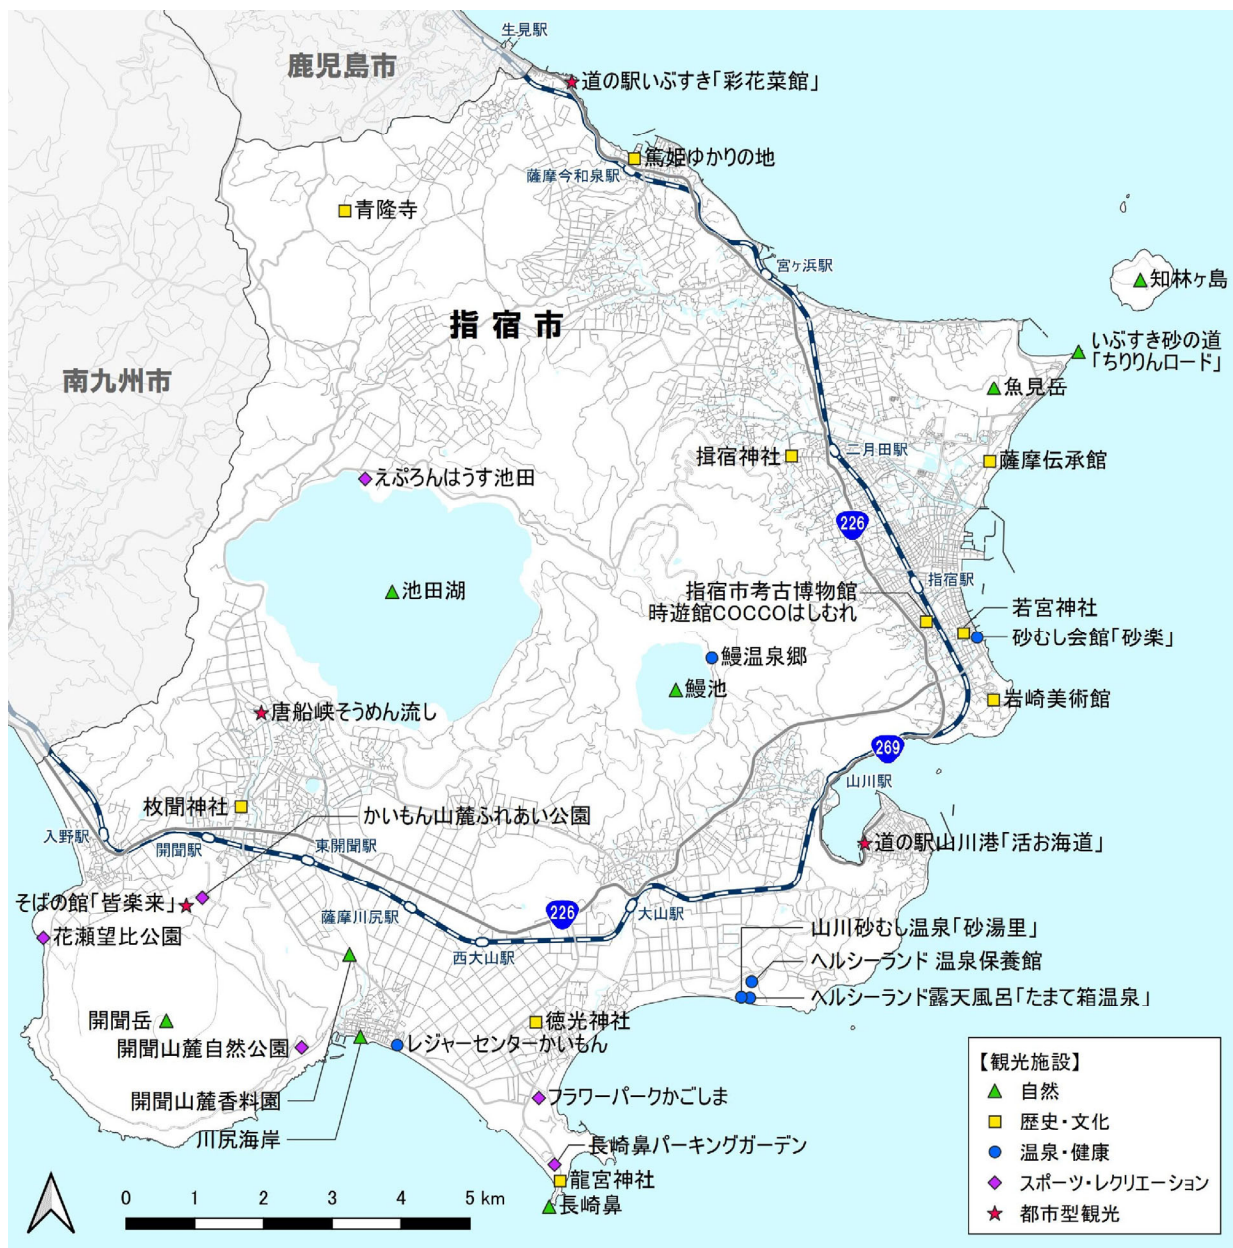 生見駅
鹿児島市
道の駅いぶすき「彩花菜館」
篤姫ゆかりの地
薩摩今和泉駅
青隆寺
宮ヶ浜駅
知林ヶ島
指宿市
いぶすき砂の道
「ちりりんロード」
南九州市
魚見岳
揖宿神社
二月田駅
薩摩伝承館
えぷろんはうす池田
226
指宿駅
池田湖
指宿市考古博物館
時遊館COCCOはしむれ
若宮神社
砂むし会館「砂楽」
鰻温泉郷
鰻池
岩崎美術館
唐船峡そうめん流し
269
山川駅
枚聞神社
かいもん山麓ふれあい公園
入野駅
開聞駅
東開聞駅
道の駅山川港「活お海道」
そばの館「皆楽来」
薩摩川尻駅
226
大山駅
花瀬望比公園
西大山駅
山川砂むし温泉「砂湯里」
ヘルシーランド 温泉保養館
ヘルシーランド露天風呂「たまて箱温泉」
開聞岳
徳光神社
開聞山麓自然公園
レジャーセンターかいもん
開聞山麓香料園
フラワーパークかごしま
川尻海岸
長崎鼻パーキングガーデン
龍宮神社
長崎鼻
【観光施設】
自然
歴史・文化
温泉・健康
スポーツ・レクリエーション
都市型観光
0 1 2 3 4 5 km